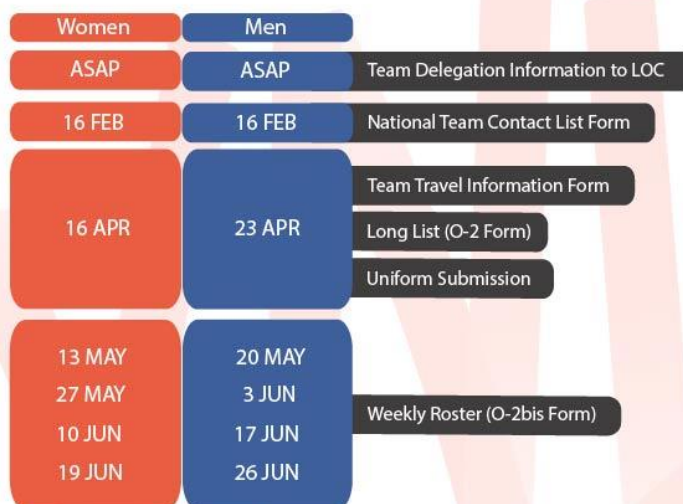 Women Men
ASAP ASAP Team Delegation Information to LOC
16 FEB 16 FEB National Team Contact List Form
Team Travel Information Form
16 APR 23 APR Long List (O-2 Form)
Uniform Submission
13 MAY 20 MAY
27 MAY 3 JUN
Weekly Roster (O-2bis Form)
10 JUN 17 JUN
19 JUN 26 JUN